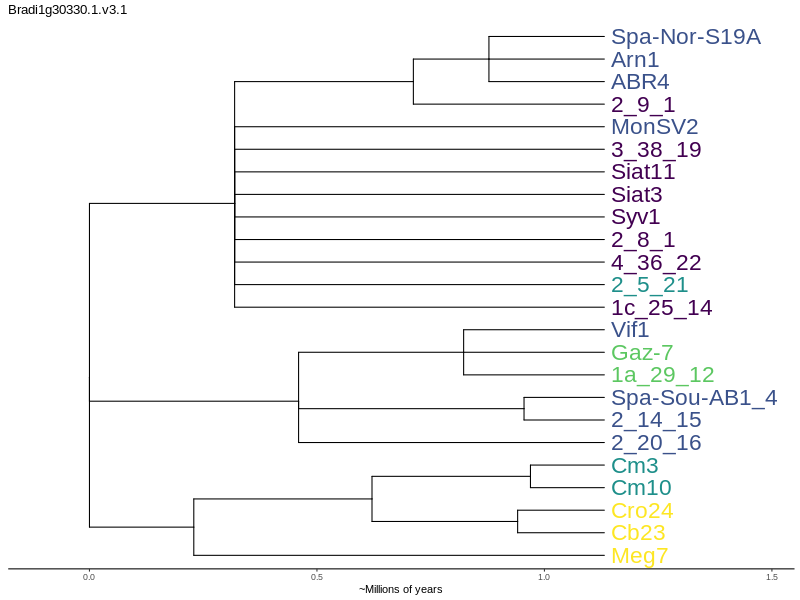 Bradi1g30330.1.v3.1
Spa-Nor-S19A
Arn1
ABR4
2_9_1
MonSV2
3_38_19
Siat11
Siat3
Syv1
2_8_1
4_36_22
2_5_21
1c_25_14
Vif1
Gaz-7
1a_29_12
Spa-Sou-AB1_4
2_14_15
2_20_16
Cm3
Cm10
Cro24
Cb23
Meg7
0.0 0.5 1.0 1.5
~Millions of years